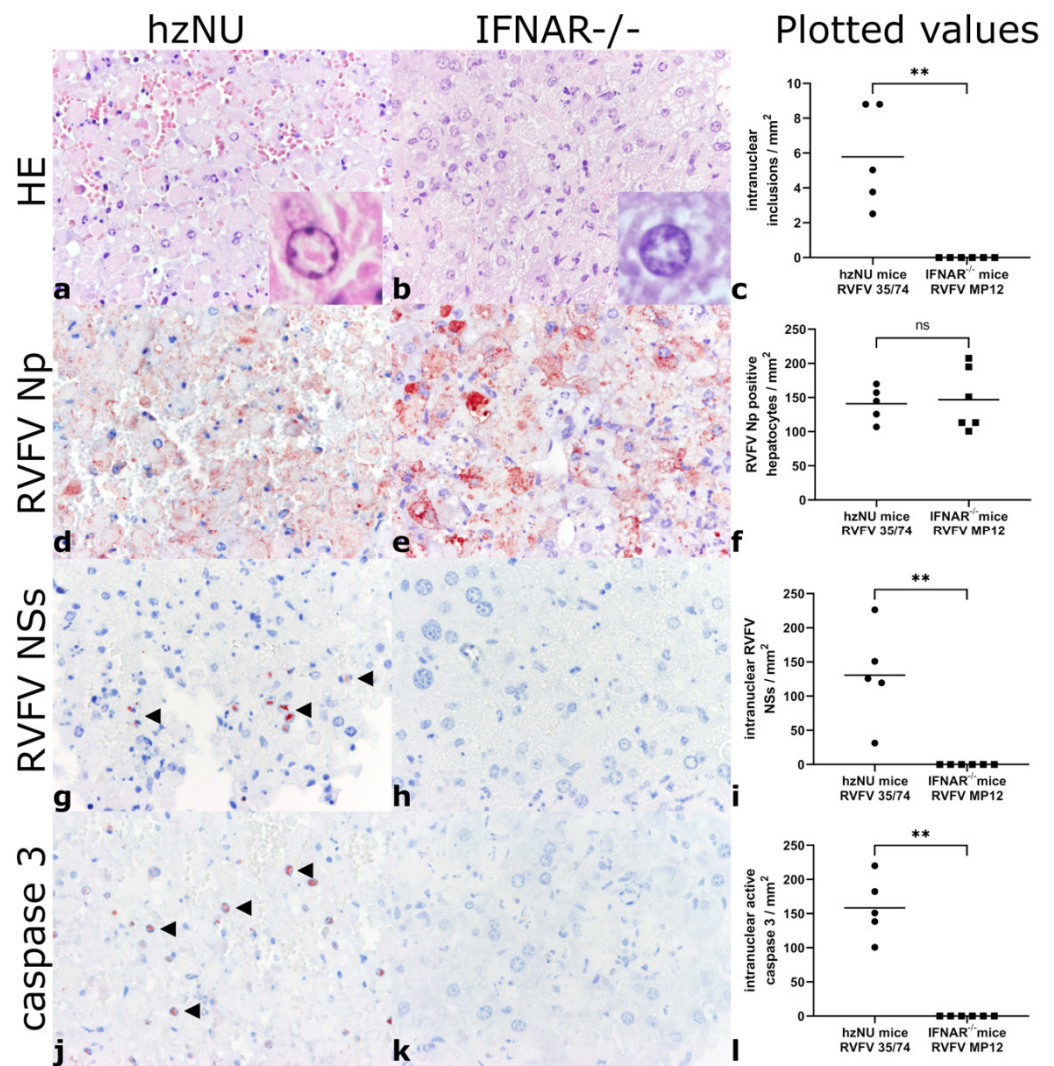 hzNU
IFNAR-/-
Plotted values
HE
a
b
c
10
8
6
4
2
0
intranuclear
inclusions / mm²
**
hzNU mice
RVFV 35/74
IFNAR-/- mice
RVFV MP12
RVFV Np
d
e
f
250
200
150
100
50
0
RVFV Np positive
hepatocytes / mm²
ns
hzNU mice
RVFV 35/74
IFNAR-/- mice
RVFV MP12
RVFV NSs
g
h
i
250
200
150
100
50
0
intranuclear RVFV
NSs / mm²
**
hzNU mice
RVFV 35/74
IFNAR-/- mice
RVFV MP12
caspase 3
j
k
l
250
200
150
100
50
0
intranuclear active
caspase 3 / mm²
**
hzNU mice
RVFV 35/74
IFNAR-/- mice
RVFV MP12